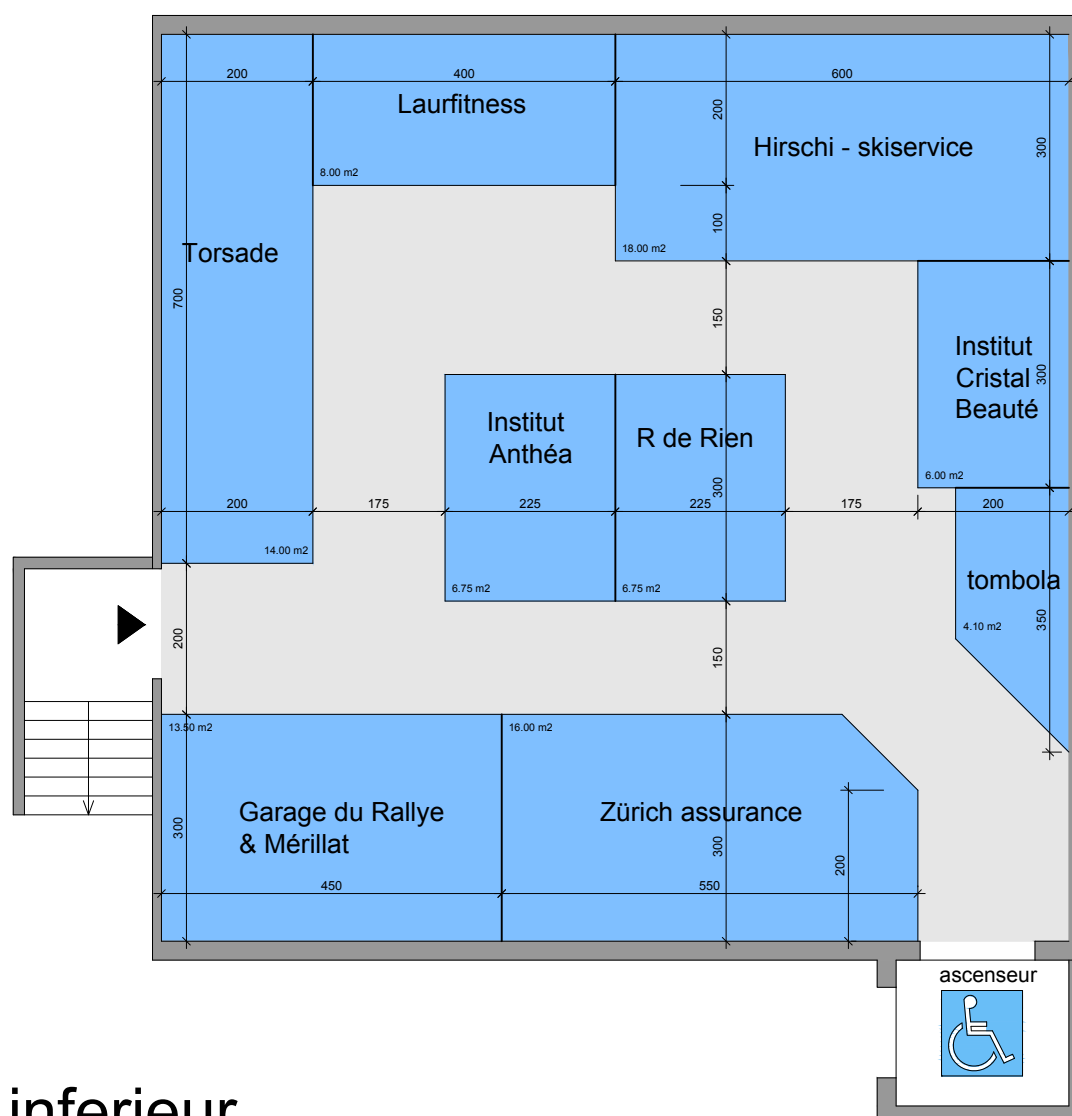 200
400
600
Laurfitness
200
Hirschi - skiservice
300
8.00 m2
100
18.00 m2
Torsade
700
150
Institut
Cristal
Beauté
300
Institut
Anthéa
R de Rien
300
6.00 m2
200
175
225
225
175
200
14.00 m2
tombola
6.75 m2
6.75 m2
4.10 m2
350
200
150
13.50 m2
16.00 m2
Garage du Rallye
& Mérillat
Zürich assurance
300
300
200
450
550
ascenseur
inferieur